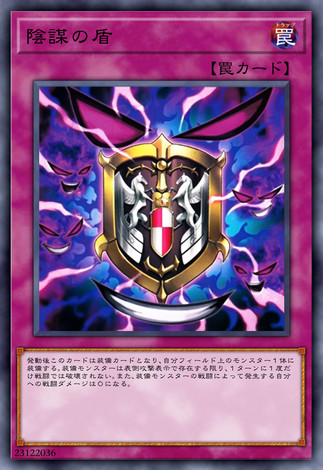 陰謀の盾
トラップ
罠
【罠カード】
発動後このカードは装備カードとなり、自分フィールド上のモンスター１体に
装備する。装備モンスターは表側攻撃表示で存在する限り、１ターンに１度だ
け戦闘では破壊されない。また、装備モンスターの戦闘によって発生する自分
への戦闘ダメージは０になる。
23122036